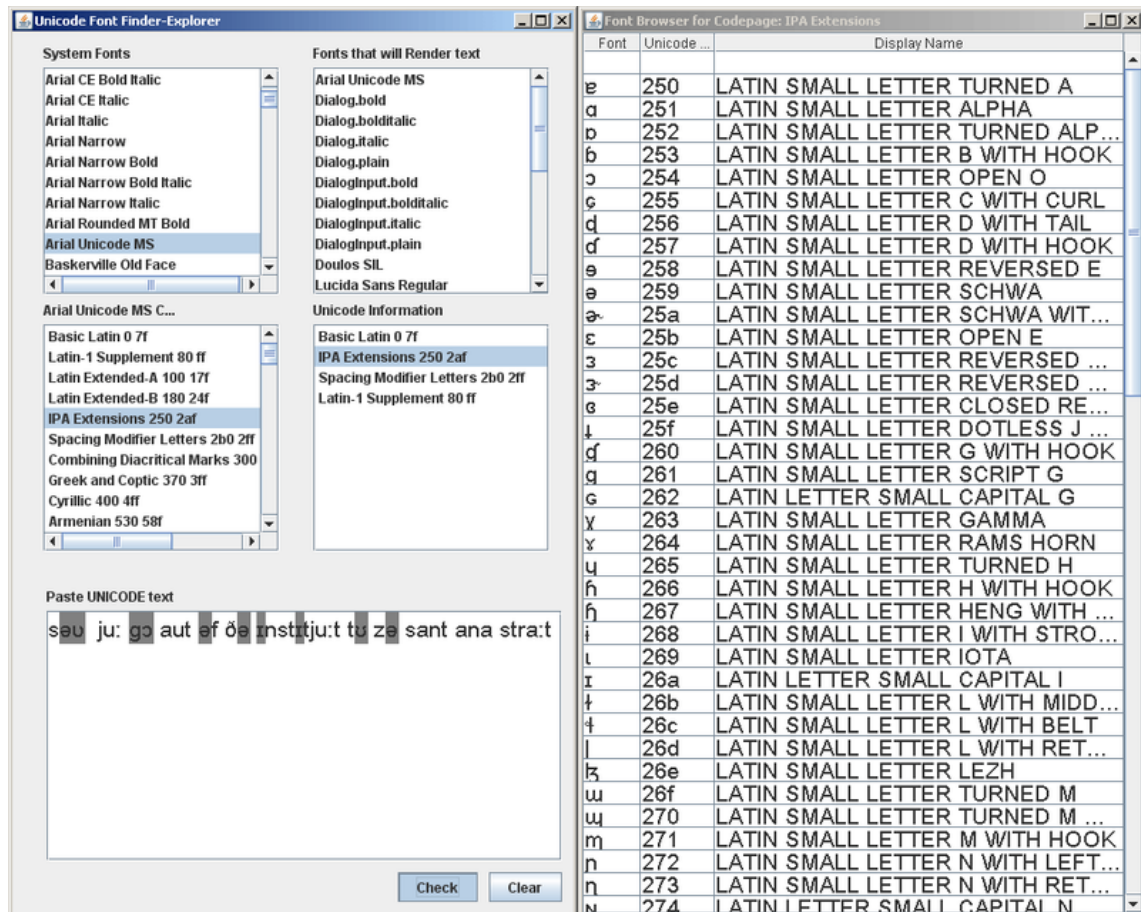 Unicode Font Finder-Explorer
System Fonts
Arial CE Bold Italic
Arial CE Italic
Arial Italic
Arial Narrow
Arial Narrow Bold
Arial Narrow Bold Italic
Arial Narrow Italic
Arial Rounded MT Bold
Arial Unicode MS
Baskerville Old Face
Fonts that will Render text
Arial Unicode MS
Dialog.bold
Dialog.bolditalic
Dialog.italic
Dialog.plain
DialogInput.bold
DialogInput.bolditalic
DialogInput.italic
DialogInput.plain
Doulos SIL
Lucida Sans Regular
Arial Unicode MS C...
Basic Latin 0 7f
Latin-1 Supplement 80 ff
Latin Extended-A 100 17f
Latin Extended-B 180 24f
IPA Extensions 250 2af
Spacing Modifier Letters 2b0 2ff
Combining Diacritical Marks 300
Greek and Coptic 370 3ff
Cyrillic 400 4ff
Armenian 530 58f
Unicode Information
Basic Latin 0 7f
IPA Extensions 250 2af
Spacing Modifier Letters 2b0 2ff
Latin-1 Supplement 80 ff
Paste UNICODE text
səʊ ju: gɔ aut əf ðə ɪnstɪtju:t tʊ zə sant ana stra:t
Check Clear
Font Browser for Codepage: IPA Extensions
Font Unicode ... Display Name
ɐ 250 LATIN SMALL LETTER TURNED A
ɑ 251 LATIN SMALL LETTER ALPHA
ɒ 252 LATIN SMALL LETTER TURNED ALP...
ɓ 253 LATIN SMALL LETTER B WITH HOOK
ɔ 254 LATIN SMALL LETTER OPEN O
ɕ 255 LATIN SMALL LETTER C WITH CURL
ɖ 256 LATIN SMALL LETTER D WITH TAIL
ɗ 257 LATIN SMALL LETTER D WITH HOOK
ɘ 258 LATIN SMALL LETTER REVERSED E
ə 259 LATIN SMALL LETTER SCHWA
ɚ 25a LATIN SMALL LETTER SCHWA WIT...
ɛ 25b LATIN SMALL LETTER OPEN E
ɜ 25c LATIN SMALL LETTER REVERSED ...
ɝ 25d LATIN SMALL LETTER REVERSED ...
ɞ 25e LATIN SMALL LETTER CLOSED RE...
ɟ 25f LATIN SMALL LETTER DOTLESS J ...
ɠ 260 LATIN SMALL LETTER G WITH HOOK
ɡ 261 LATIN SMALL LETTER SCRIPT G
ɢ 262 LATIN LETTER SMALL CAPITAL G
ɣ 263 LATIN SMALL LETTER GAMMA
ɤ 264 LATIN SMALL LETTER RAMS HORN
ɥ 265 LATIN SMALL LETTER TURNED H
ɦ 266 LATIN SMALL LETTER H WITH HOOK
ɧ 267 LATIN SMALL LETTER HENG WITH ...
ɨ 268 LATIN SMALL LETTER I WITH STRO...
ɩ 269 LATIN SMALL LETTER IOTA
ɪ 26a LATIN LETTER SMALL CAPITAL I
ɫ 26b LATIN SMALL LETTER L WITH MIDD...
ɬ 26c LATIN SMALL LETTER L WITH BELT
ɭ 26d LATIN SMALL LETTER L WITH RET...
ɮ 26e LATIN SMALL LETTER LEZH
ɯ 26f LATIN SMALL LETTER TURNED M
ɰ 270 LATIN SMALL LETTER TURNED M ...
ɱ 271 LATIN SMALL LETTER M WITH HOOK
ɲ 272 LATIN SMALL LETTER N WITH LEFT...
ɳ 273 LATIN SMALL LETTER N WITH RET...
ɴ 274 LATIN LETTER SMALL CAPITAL N